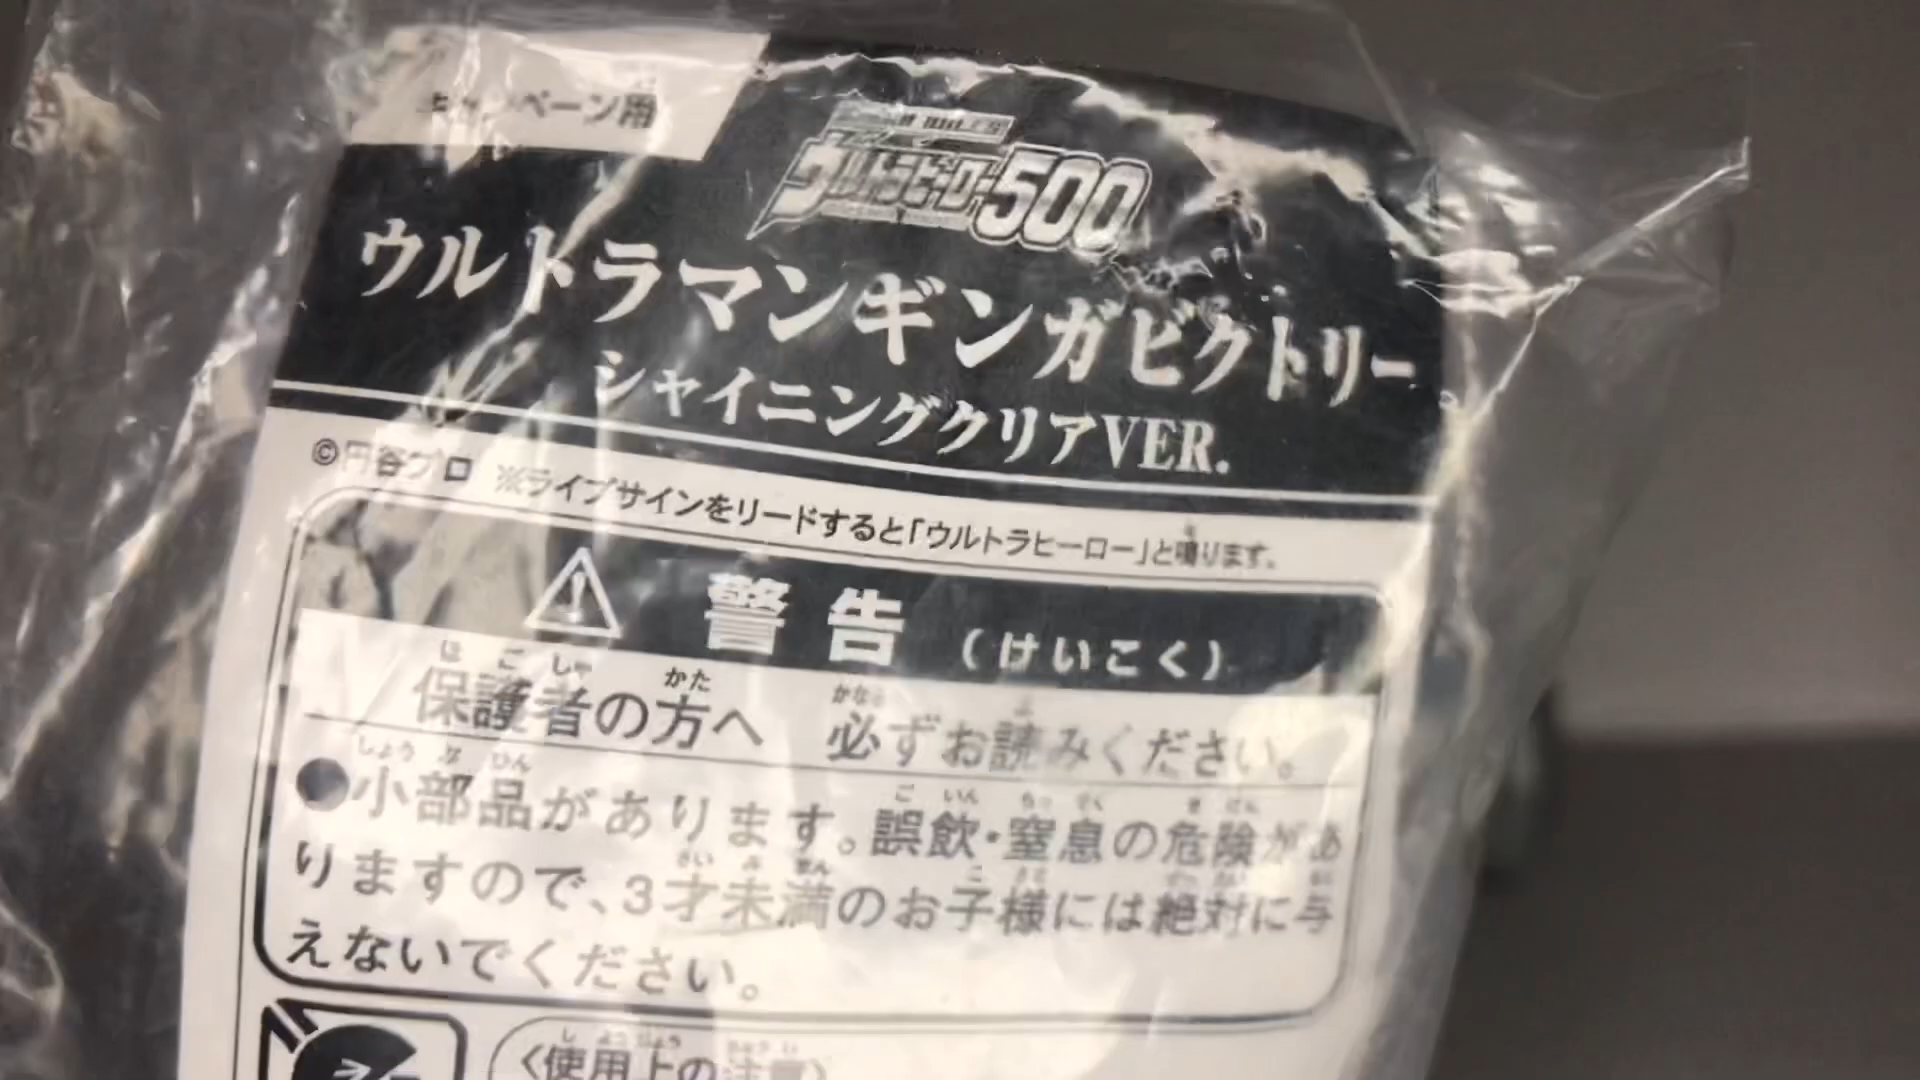 キャンペーン用
ウルトラヒーロー500
ウルトラマンギンガビクトリー
シャイニングクリアVER.
©円谷プロ ※ライブサインをリードすると「ウルトラヒーロー」と鳴ります。
警告 (けいこく)
保護者の方へ 必ずお読みください。
●小部品があります。誤飲・窒息の危険があ
りますので、3才未満のお子様には絶対に与
えないでください。
〈使用上の注意〉